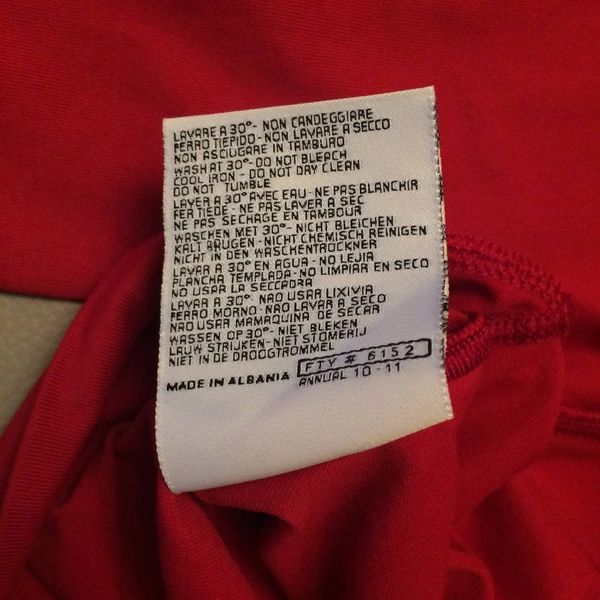 LAVARE A 30°- NON CANDEGGIARE
FERRO TIEPIDO - NON LAVARE A SECCO
NON ASCIUGARE IN TAMBURO
WASH AT 30°- DO NOT BLEACH
COOL IRON - DO NOT DRY CLEAN
DO NOT TUMBLE
LAVER A 30° AVEC EAU - NE PAS BLANCHIR
FER TIEDE - NE PAS LAVER A SEC
NE PAS SECHAGE EN TAMBOUR
WASCHEN MET 30°- NICHT BLEICHEN
KALT BRUGEN - NICHT CHEMISCH REINIGEN
NICHT IN DEN WASCHENTROCKNER
LAVAR A 30° EN AGUA - NO LEJIA
PLANCHA TEMPLADA - NO LIMPIAR EN SECO
NO USAR LA SECCADRA
LAVAR A 30°- NAO USAR LIXIVIA
FERRO MORNO - NAO LAVAR A SECO
NAO USAR MAMAQUINA DE SECAR
WASSEN OP 30°- NIET BLEKEN
LAUW STRIJKEN - NIET STOMERIJ
NIET IN DE DROOGTROMMEL
MADE IN ALBANIA FTY # 6152
ANNUAL 10 - 11